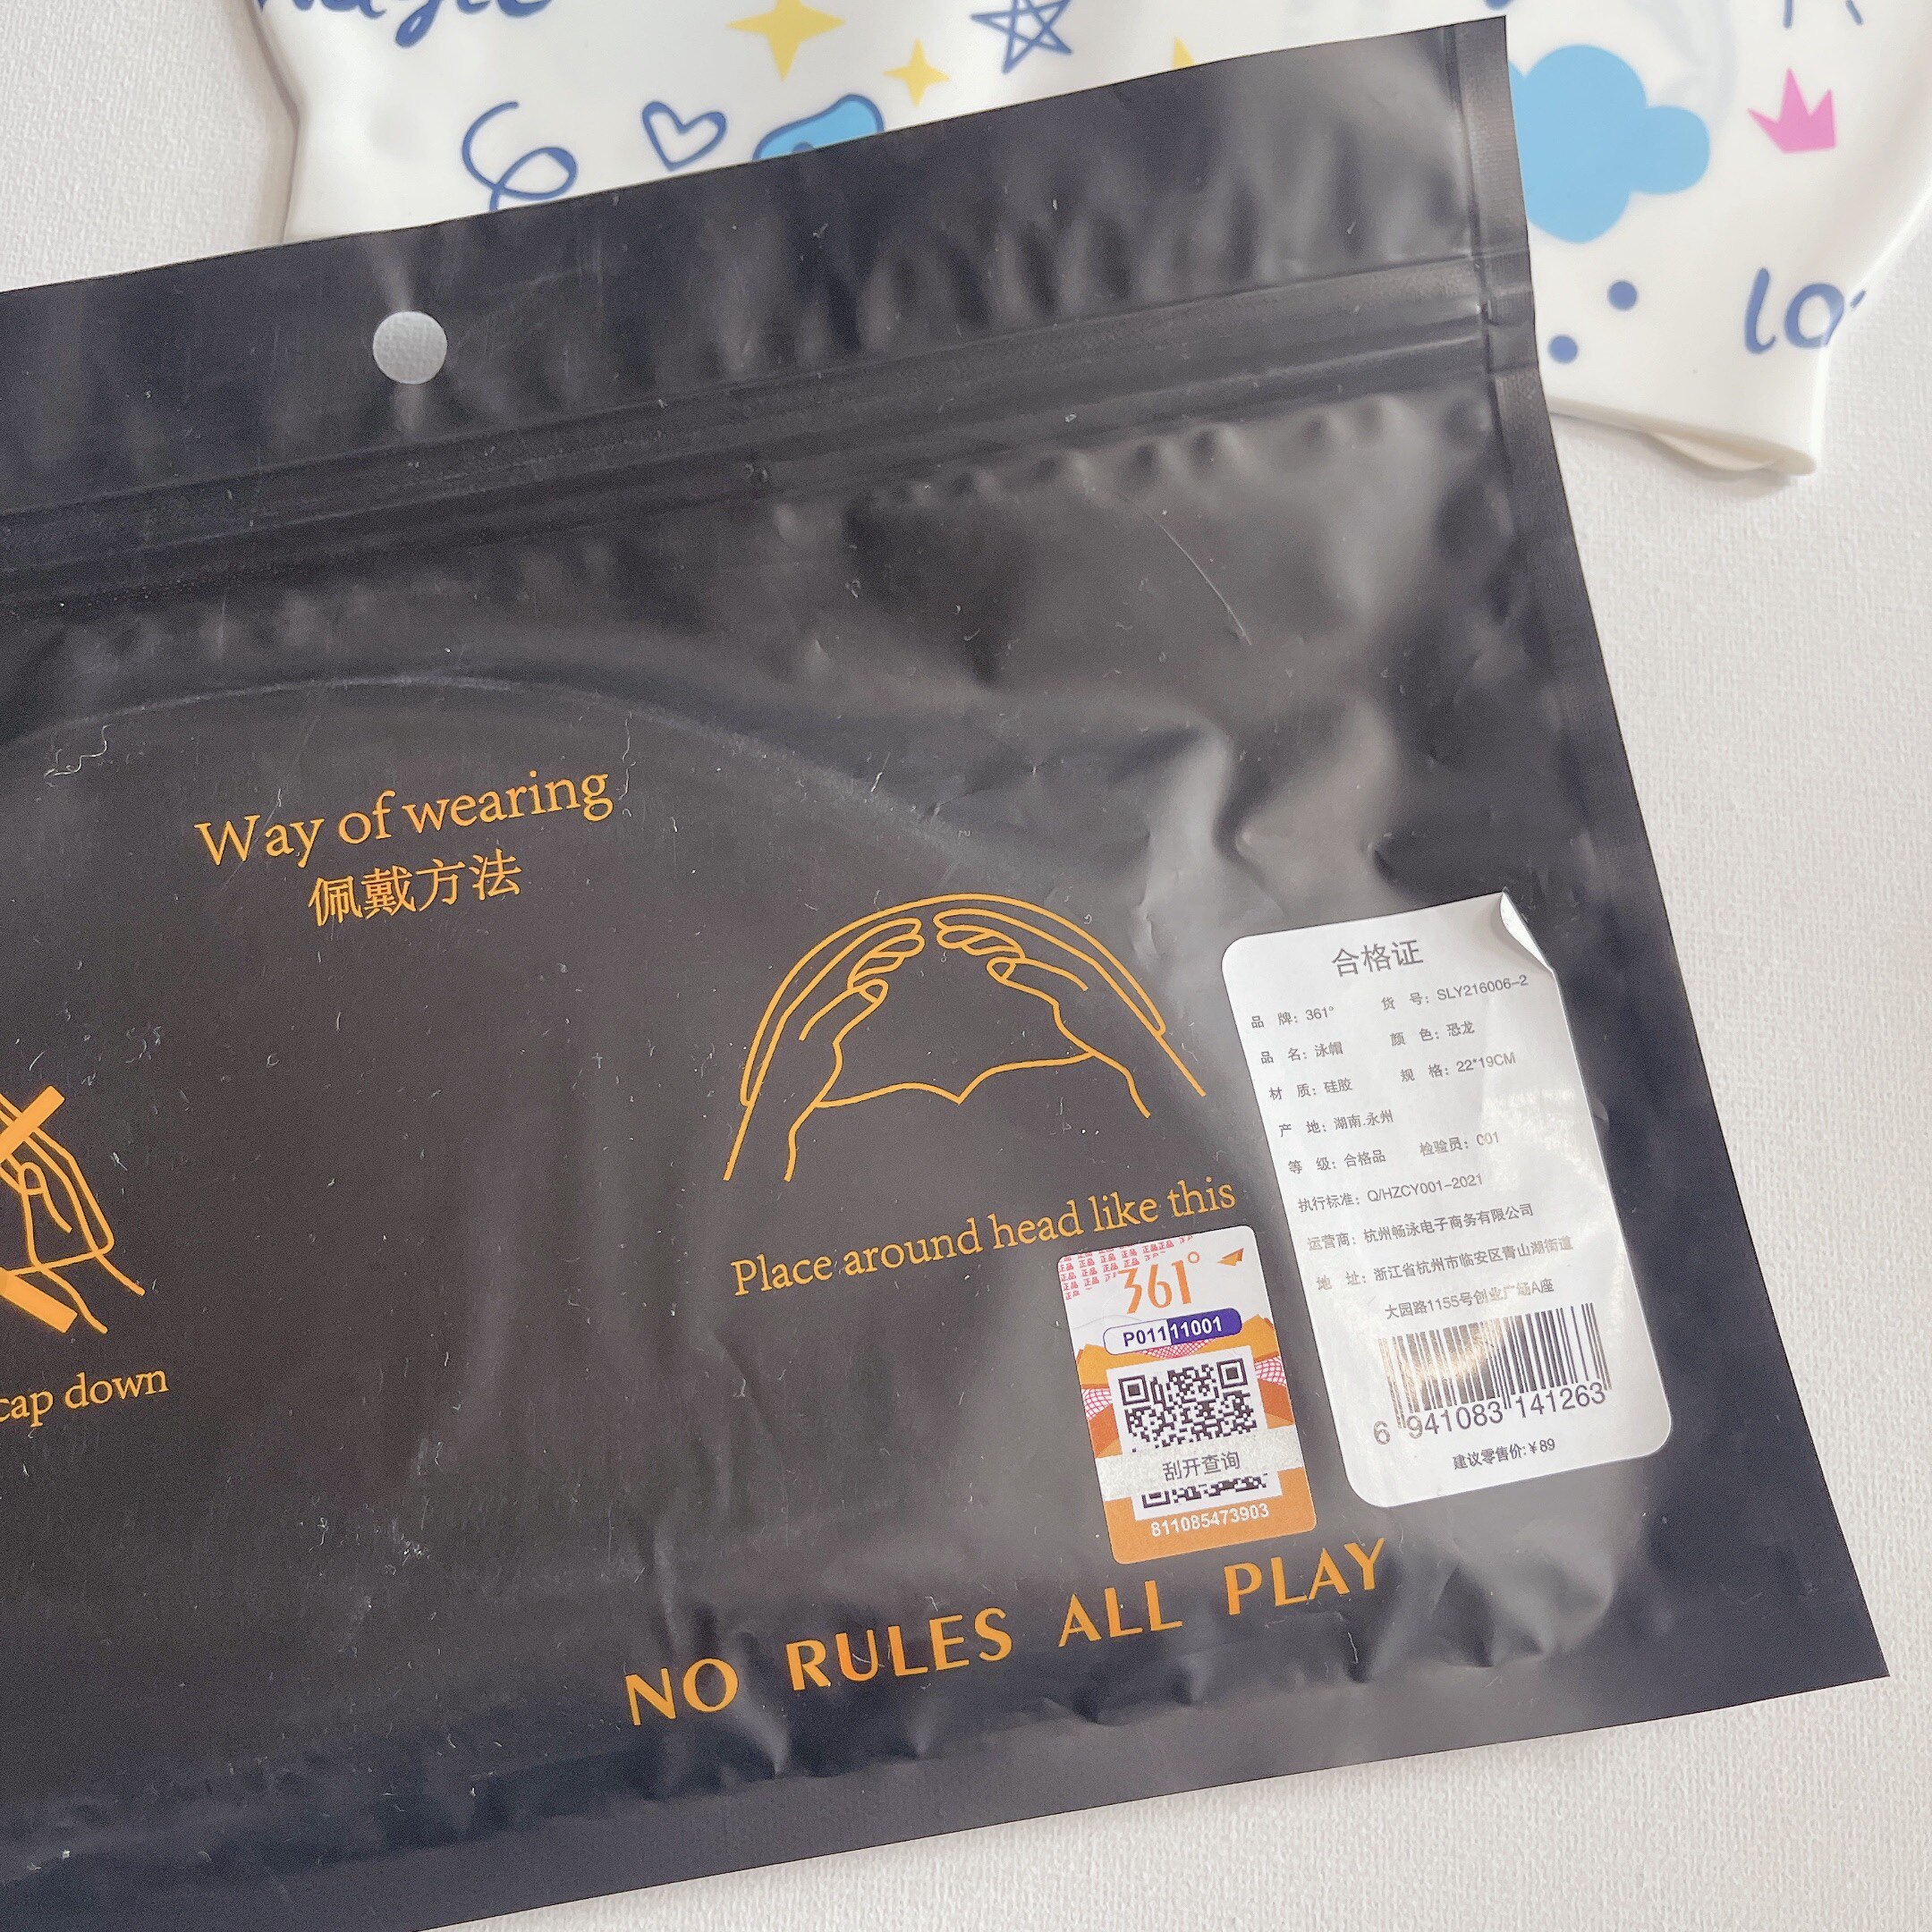 magic
lo
Way of wearing
佩戴方法
cap down
Place around head like this
合格证
品 牌：361° 货 号：SLY216006-2
品 名：泳帽 颜 色：恐龙
材 质：硅胶 规 格：22*19CM
产 地：湖南.永州
等 级：合格品 检验员：001
执行标准：Q/HZCY001-2021
运营商：杭州畅泳电子商务有限公司
地 址：浙江省杭州市临安区青山湖街道
大园路1155号创业广场A座
6 941083 141263
建议零售价:¥89
361°
P01111001
刮开查询
811085473903
NO RULES ALL PLAY